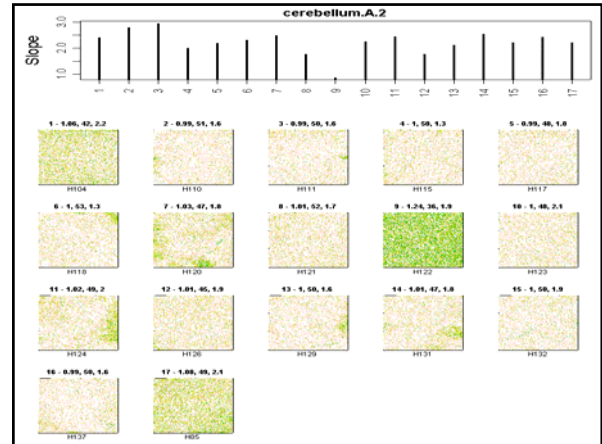 cerebellum.A.2
Slope
1.0 2.0 3.0
1 2 3 4 5 6 7 8 9 10 11 12 13 14 15 16 17
1 - 1.06, 42, 2.2
2 - 0.99, 51, 1.6
3 - 0.99, 50, 1.6
4 - 1, 50, 1.3
5 - 0.99, 48, 1.8
H104
H110
H111
H115
H117
6 - 1, 53, 1.3
7 - 1.03, 47, 1.8
8 - 1.01, 52, 1.7
9 - 1.24, 36, 1.9
10 - 1, 48, 2.1
H118
H120
H121
H122
H123
11 - 1.02, 49, 2
12 - 1.01, 45, 1.9
13 - 1, 50, 1.6
14 - 1.01, 47, 1.8
15 - 1, 50, 1.9
H124
H126
H129
H131
H132
16 - 0.99, 50, 1.6
17 - 1.08, 49, 2.1
H137
H85